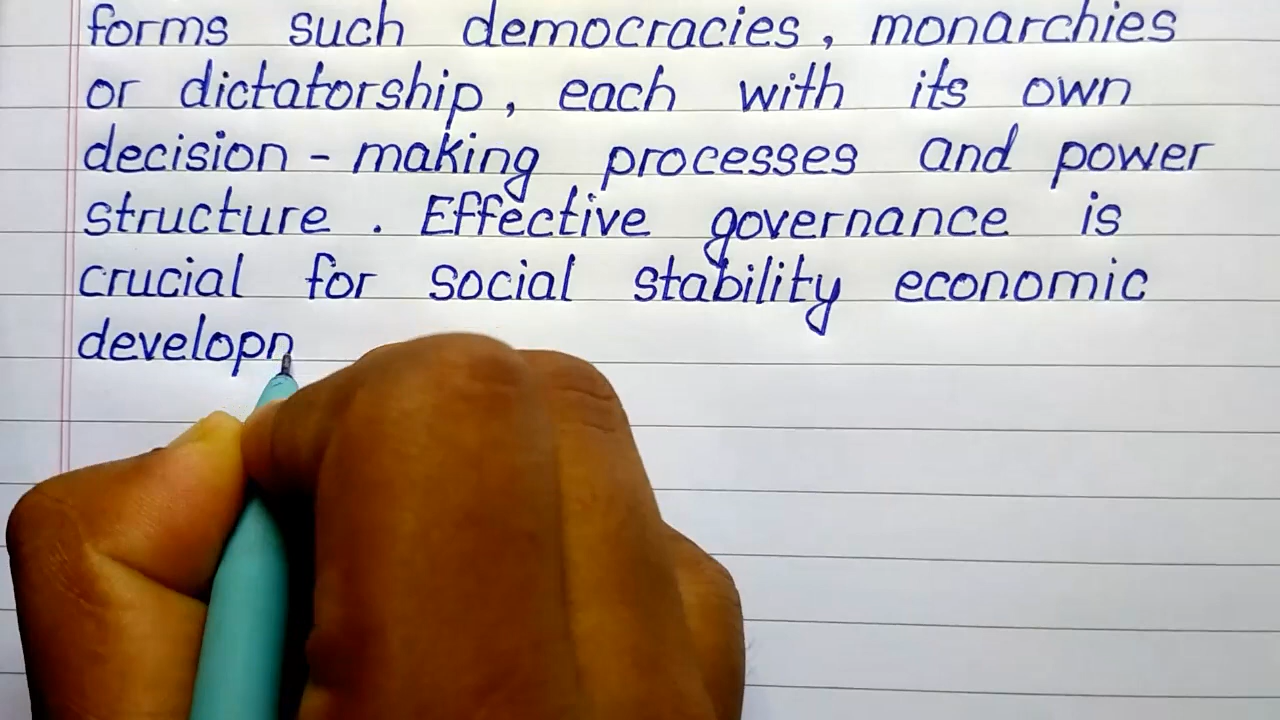 forms such democracies, monarchies
or dictatorship, each with its own
decision - making processes and power
structure. Effective governance is
crucial for social stability economic
developn